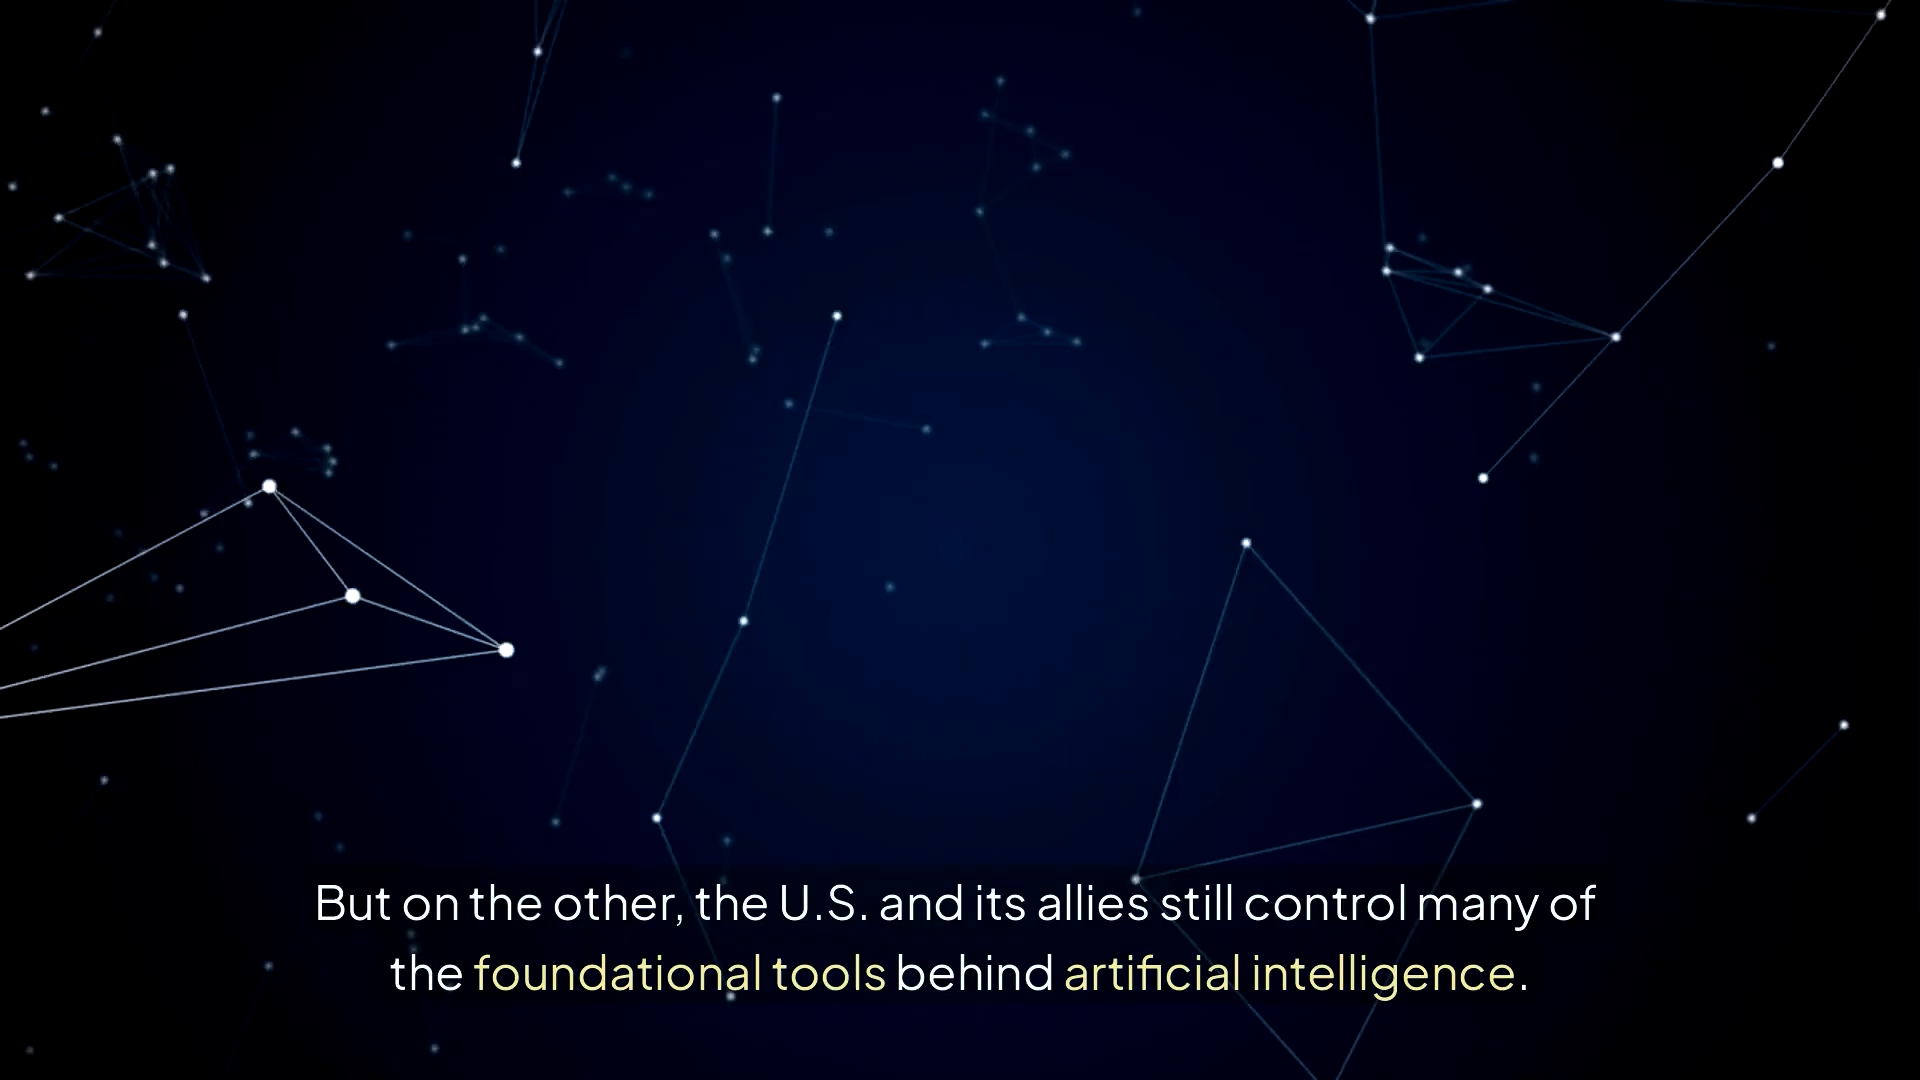 But on the other, the U.S. and its allies still control many of
the foundational tools behind artificial intelligence.